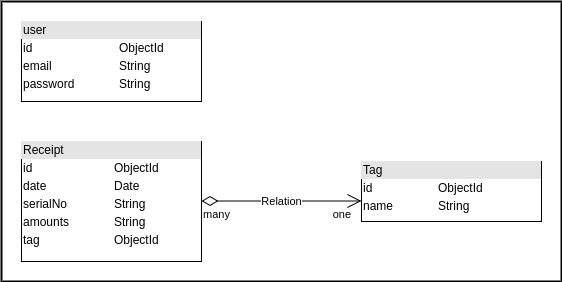 user
id ObjectId
email String
password String
Receipt
id ObjectId
date Date
serialNo String
amounts String
tag ObjectId
many Relation one
Tag
id ObjectId
name String